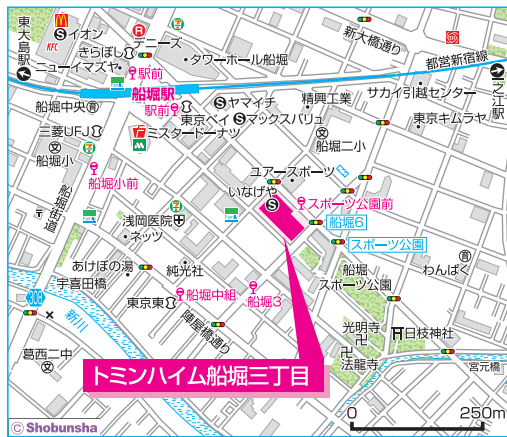 新大橋通り
イオン
デニーズ
東大島駅
KFC
きらぼし
タワーホール船堀
都営新宿線
ニューイマズヤ
駅前
一之江駅
船堀中央
船堀駅
ヤマイチ
精興工業
サカイ引越センター
駅前
東京ベイ
マックスバリュ
東京キムラヤ
三菱UFJ
ミスタードーナツ
船堀小
船堀二小
船堀小前
ユアースポーツ
いなげや
スポーツ公園前
船堀街道
浅岡医院
船堀6
ネッツ
スポーツ公園
あけぼの湯
純光社
船堀
スポーツ公園
わんぱく
宇喜田橋
308
東京東
船堀中組
船堀3
新川
陣屋橋通り
光明寺
日枝神社
葛西二中
法龍寺
宮元橋
トミンハイム船堀三丁目
© Shobunsha
0
250m